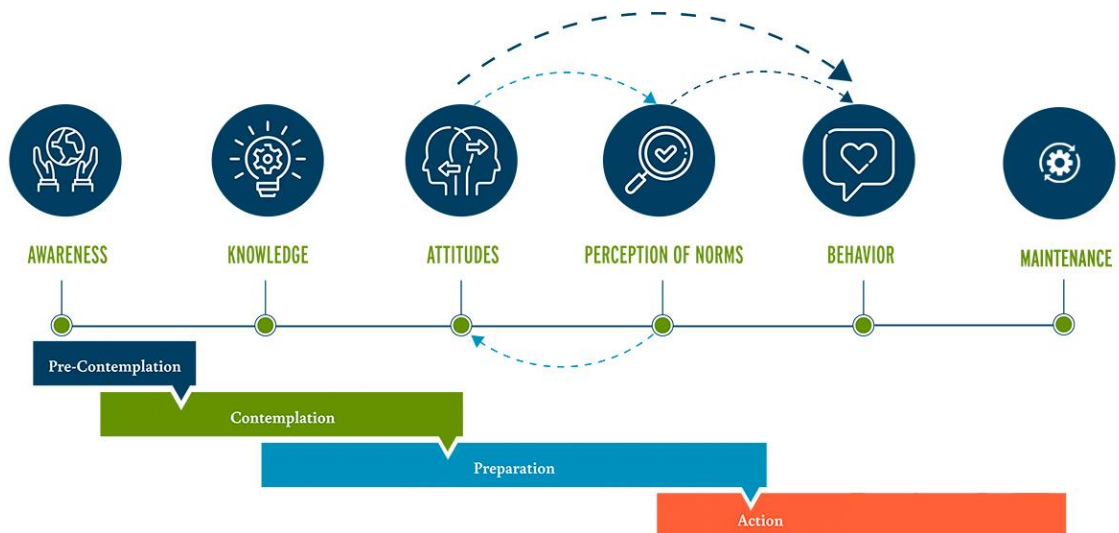 AWARENESS
KNOWLEDGE
ATTITUDES
PERCEPTION OF NORMS
BEHAVIOR
MAINTENANCE
Pre-Contemplation
Contemplation
Preparation
Action